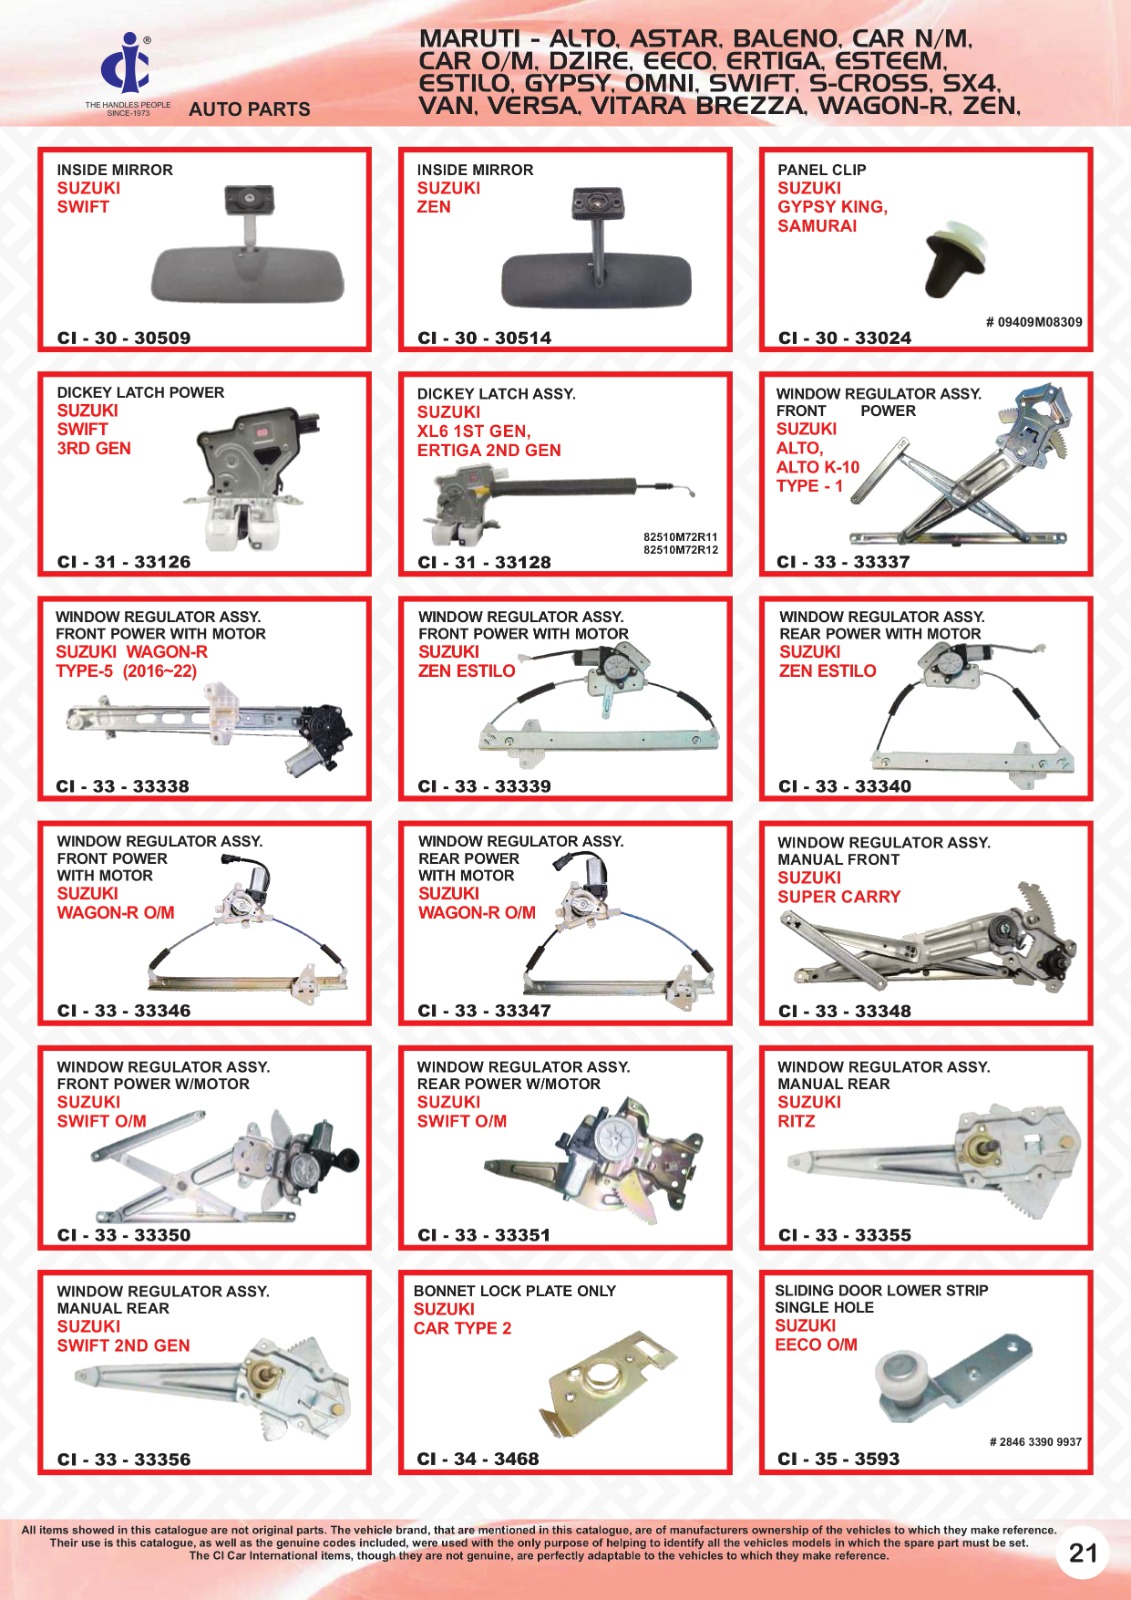 ®
THE HANDLES PEOPLE
SINCE-1973
AUTO PARTS
MARUTI - ALTO, ASTAR, BALENO, CAR N/M,
CAR O/M, DZIRE, EECO, ERTIGA, ESTEEM,
ESTILO, GYPSY, OMNI, SWIFT, S-CROSS, SX4,
VAN, VERSA, VITARA BREZZA, WAGON-R, ZEN,
INSIDE MIRROR
SUZUKI
SWIFT
CI - 30 - 30509
INSIDE MIRROR
SUZUKI
ZEN
CI - 30 - 30514
PANEL CLIP
SUZUKI
GYPSY KING,
SAMURAI
# 09409M08309
CI - 30 - 33024
DICKEY LATCH POWER
SUZUKI
SWIFT
3RD GEN
CI - 31 - 33126
DICKEY LATCH ASSY.
SUZUKI
XL6 1ST GEN,
ERTIGA 2ND GEN
82510M72R11
82510M72R12
CI - 31 - 33128
WINDOW REGULATOR ASSY.
FRONT POWER
SUZUKI
ALTO,
ALTO K-10
TYPE - 1
CI - 33 - 33337
WINDOW REGULATOR ASSY.
FRONT POWER WITH MOTOR
SUZUKI WAGON-R
TYPE-5 (2016~22)
CI - 33 - 33338
WINDOW REGULATOR ASSY.
FRONT POWER WITH MOTOR
SUZUKI
ZEN ESTILO
CI - 33 - 33339
WINDOW REGULATOR ASSY.
REAR POWER WITH MOTOR
SUZUKI
ZEN ESTILO
CI - 33 - 33340
WINDOW REGULATOR ASSY.
FRONT POWER
WITH MOTOR
SUZUKI
WAGON-R O/M
CI - 33 - 33346
WINDOW REGULATOR ASSY.
REAR POWER
WITH MOTOR
SUZUKI
WAGON-R O/M
CI - 33 - 33347
WINDOW REGULATOR ASSY.
MANUAL FRONT
SUZUKI
SUPER CARRY
CI - 33 - 33348
WINDOW REGULATOR ASSY.
FRONT POWER W/MOTOR
SUZUKI
SWIFT O/M
CI - 33 - 33350
WINDOW REGULATOR ASSY.
REAR POWER W/MOTOR
SUZUKI
SWIFT O/M
CI - 33 - 33351
WINDOW REGULATOR ASSY.
MANUAL REAR
SUZUKI
RITZ
CI - 33 - 33355
WINDOW REGULATOR ASSY.
MANUAL REAR
SUZUKI
SWIFT 2ND GEN
CI - 33 - 33356
BONNET LOCK PLATE ONLY
SUZUKI
CAR TYPE 2
CI - 34 - 3468
SLIDING DOOR LOWER STRIP
SINGLE HOLE
SUZUKI
EECO O/M
# 2846 3390 9937
CI - 35 - 3593
All items showed in this catalogue are not original parts. The vehicle brand, that are mentioned in this catalogue, are of manufacturers ownership of the vehicles to which they make reference.
Their use is this catalogue, as well as the genuine codes included, were used with the only purpose of helping to identify all the vehicles models in which the spare part must be set.
The CI Car International items, though they are not genuine, are perfectly adaptable to the vehicles to which they make reference.
21